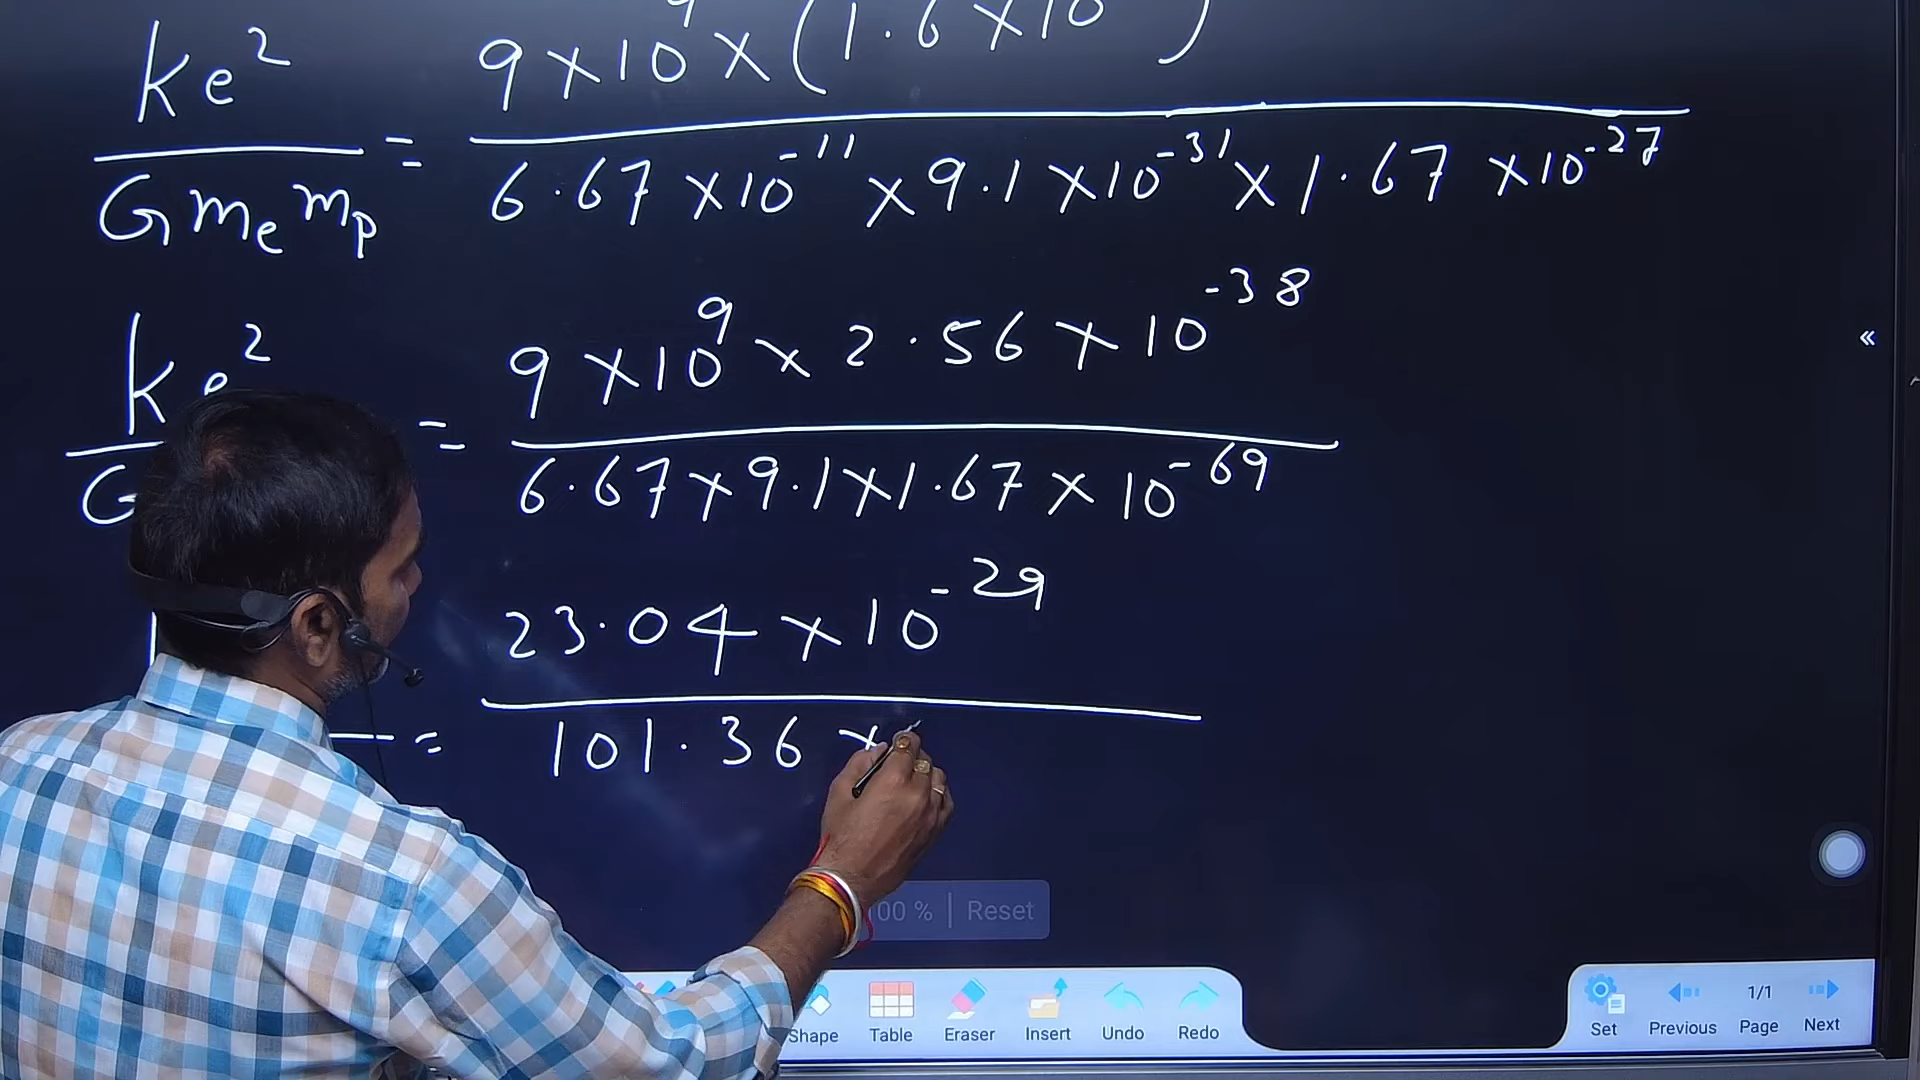 ke² / Gmₑmₚ = 9×10⁹×(1.6×10 ) / 6.67×10⁻¹¹×9.1×10⁻³¹×1.67×10⁻²⁷
ke² / G = 9×10⁹×2.56×10⁻³⁸ / 6.67×9.1×1.67×10⁻⁶⁹
= 23.04×10⁻²⁹ / 101.36×
«
00 % | Reset
Shape Table Eraser Insert Undo Redo
Set Previous 1/1 Page Next